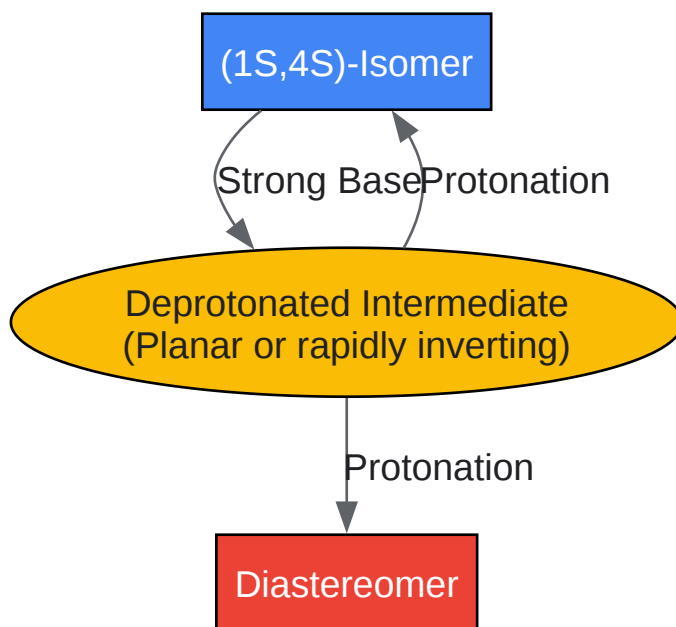 (1S,4S)-Isomer
Strong Base
Protonation
Deprotonated Intermediate
(Planar or rapidly inverting)
Protonation
Diastereomer